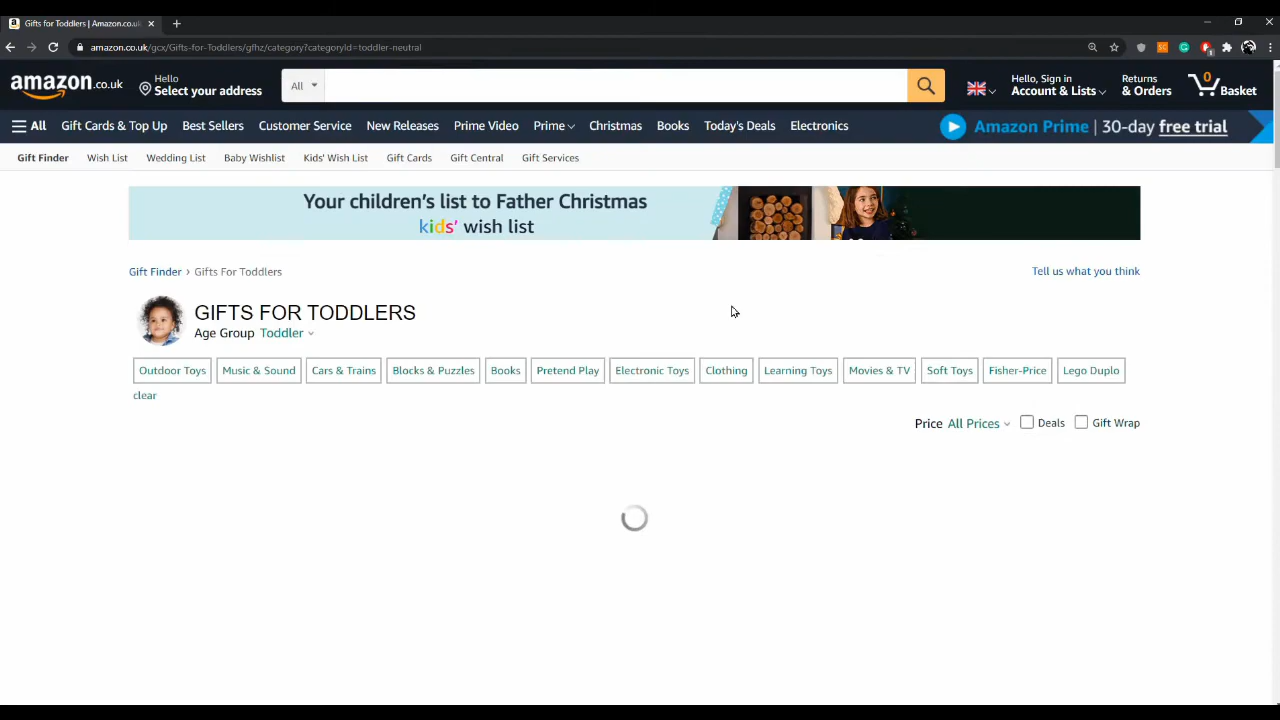 Gifts for Toddlers | Amazon.co.uk
amazon.co.uk/gcx/Gifts-for-Toddlers/gfhz/category?categoryId=toddler-neutral
amazon.co.uk
Hello
Select your address
All
Hello, Sign in
Account & Lists
Returns
& Orders
0
Basket
All
Gift Cards & Top Up
Best Sellers
Customer Service
New Releases
Prime Video
Prime
Christmas
Books
Today's Deals
Electronics
Amazon Prime | 30-day free trial
Gift Finder
Wish List
Wedding List
Baby Wishlist
Kids' Wish List
Gift Cards
Gift Central
Gift Services
Your children's list to Father Christmas
kids' wish list
Gift Finder › Gifts For Toddlers
Tell us what you think
GIFTS FOR TODDLERS
Age Group Toddler
Outdoor Toys
Music & Sound
Cars & Trains
Blocks & Puzzles
Books
Pretend Play
Electronic Toys
Clothing
Learning Toys
Movies & TV
Soft Toys
Fisher-Price
Lego Duplo
clear
Price All Prices
Deals
Gift Wrap